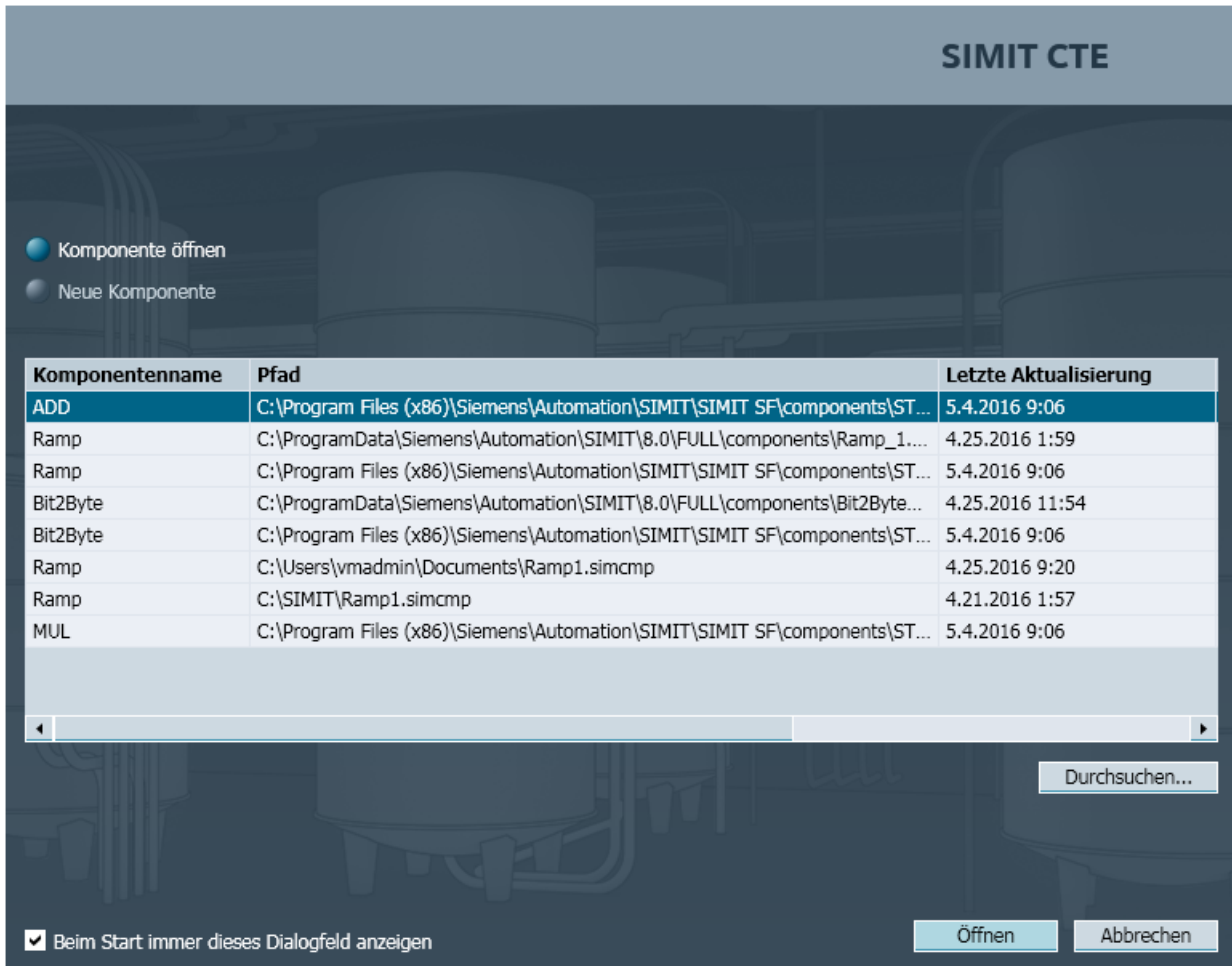 SIMIT CTE
Komponente öffnen
Neue Komponente
Komponentenname Pfad Letzte Aktualisierung
ADD C:\Program Files (x86)\Siemens\Automation\SIMIT\SIMIT SF\components\ST... 5.4.2016 9:06
Ramp C:\ProgramData\Siemens\Automation\SIMIT\8.0\FULL\components\Ramp_1.... 4.25.2016 1:59
Ramp C:\Program Files (x86)\Siemens\Automation\SIMIT\SIMIT SF\components\ST... 5.4.2016 9:06
Bit2Byte C:\ProgramData\Siemens\Automation\SIMIT\8.0\FULL\components\Bit2Byte... 4.25.2016 11:54
Bit2Byte C:\Program Files (x86)\Siemens\Automation\SIMIT\SIMIT SF\components\ST... 5.4.2016 9:06
Ramp C:\Users\vmadmin\Documents\Ramp1.simcmp 4.25.2016 9:20
Ramp C:\SIMIT\Ramp1.simcmp 4.21.2016 1:57
MUL C:\Program Files (x86)\Siemens\Automation\SIMIT\SIMIT SF\components\ST... 5.4.2016 9:06
Durchsuchen...
Beim Start immer dieses Dialogfeld anzeigen Öffnen Abbrechen